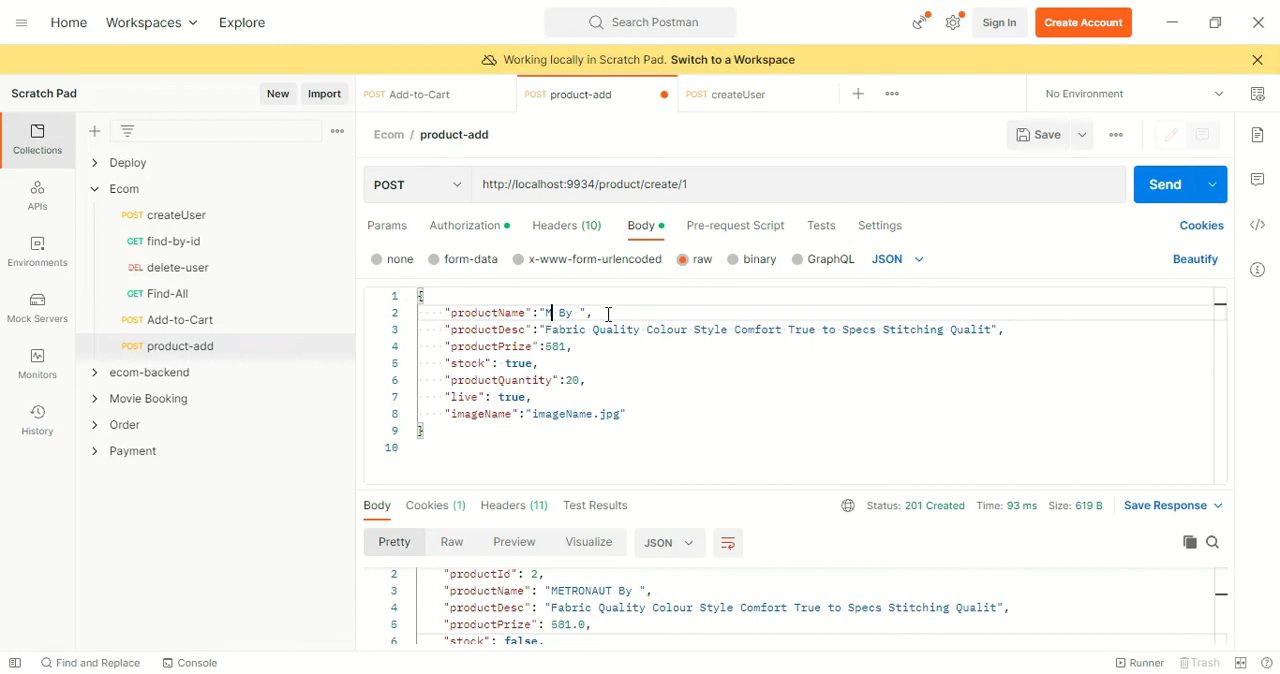 Home Workspaces Explore Search Postman Sign In Create Account
Working locally in Scratch Pad. Switch to a Workspace
Scratch Pad New Import POST Add-to-Cart POST product-add POST createUser No Environment
Collections
APIs
Environments
Mock Servers
Monitors
History
Deploy
Ecom
POST createUser
GET find-by-id
DEL delete-user
GET Find-All
POST Add-to-Cart
POST product-add
ecom-backend
Movie Booking
Order
Payment
Ecom / product-add Save
POST http://localhost:9934/product/create/1 Send
Params Authorization Headers (10) Body Pre-request Script Tests Settings Cookies
none form-data x-www-form-urlencoded raw binary GraphQL JSON Beautify
1 {
2 "productName":"M By ",
3 "productDesc":"Fabric Quality Colour Style Comfort True to Specs Stitching Qualit",
4 "productPrize":581,
5 "stock": true,
6 "productQuantity":20,
7 "live": true,
8 "imageName":"imageName.jpg"
9 }
10
Body Cookies (1) Headers (11) Test Results Status: 201 Created Time: 93 ms Size: 619 B Save Response
Pretty Raw Preview Visualize JSON
2 "productId": 2,
3 "productName": "METRONAUT By ",
4 "productDesc": "Fabric Quality Colour Style Comfort True to Specs Stitching Qualit",
5 "productPrize": 581.0,
6 "stock": false,
Find and Replace Console Runner Trash